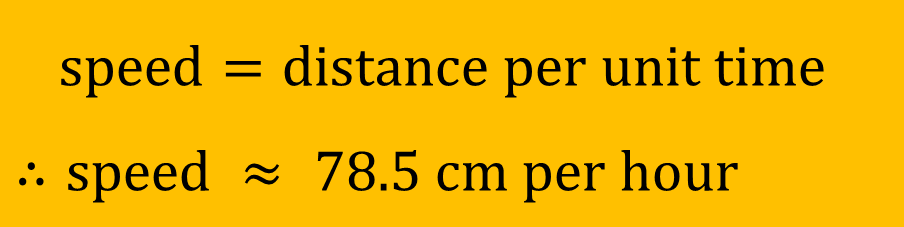 speed = distance per unit time
∴ speed ≈ 78.5 cm per hour